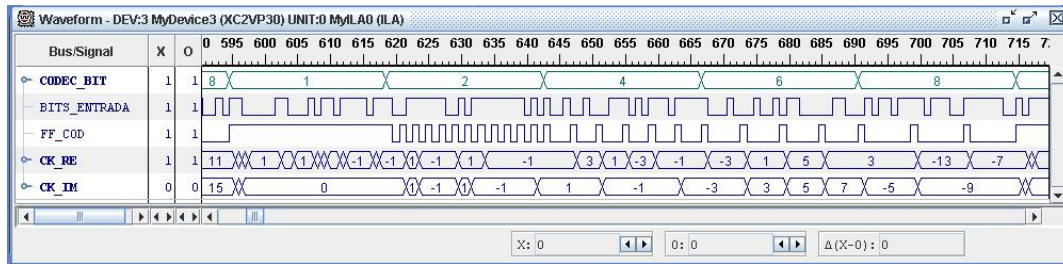 Waveform - DEV:3 MyDevice3 (XC2VP30) UNIT:0 MyILA0 (ILA)
Bus/Signal X O 0 595 600 605 610 615 620 625 630 635 640 645 650 655 660 665 670 675 680 685 690 695 700 705 710 715
CODEC_BIT 1 1 8 1 2 4 6 8
BITS_ENTRADA 1 1
FF_COD 1 1
CK_RE 1 1 11 1 1 -1 -1 1 -1 1 -1 3 1 -3 -1 -3 1 5 3 -13 -7
CK_IM 0 0 15 0 1 -1 1 -1 1 -1 -3 3 5 7 -5 -9
X: 0 O: 0 Δ(X-O): 0